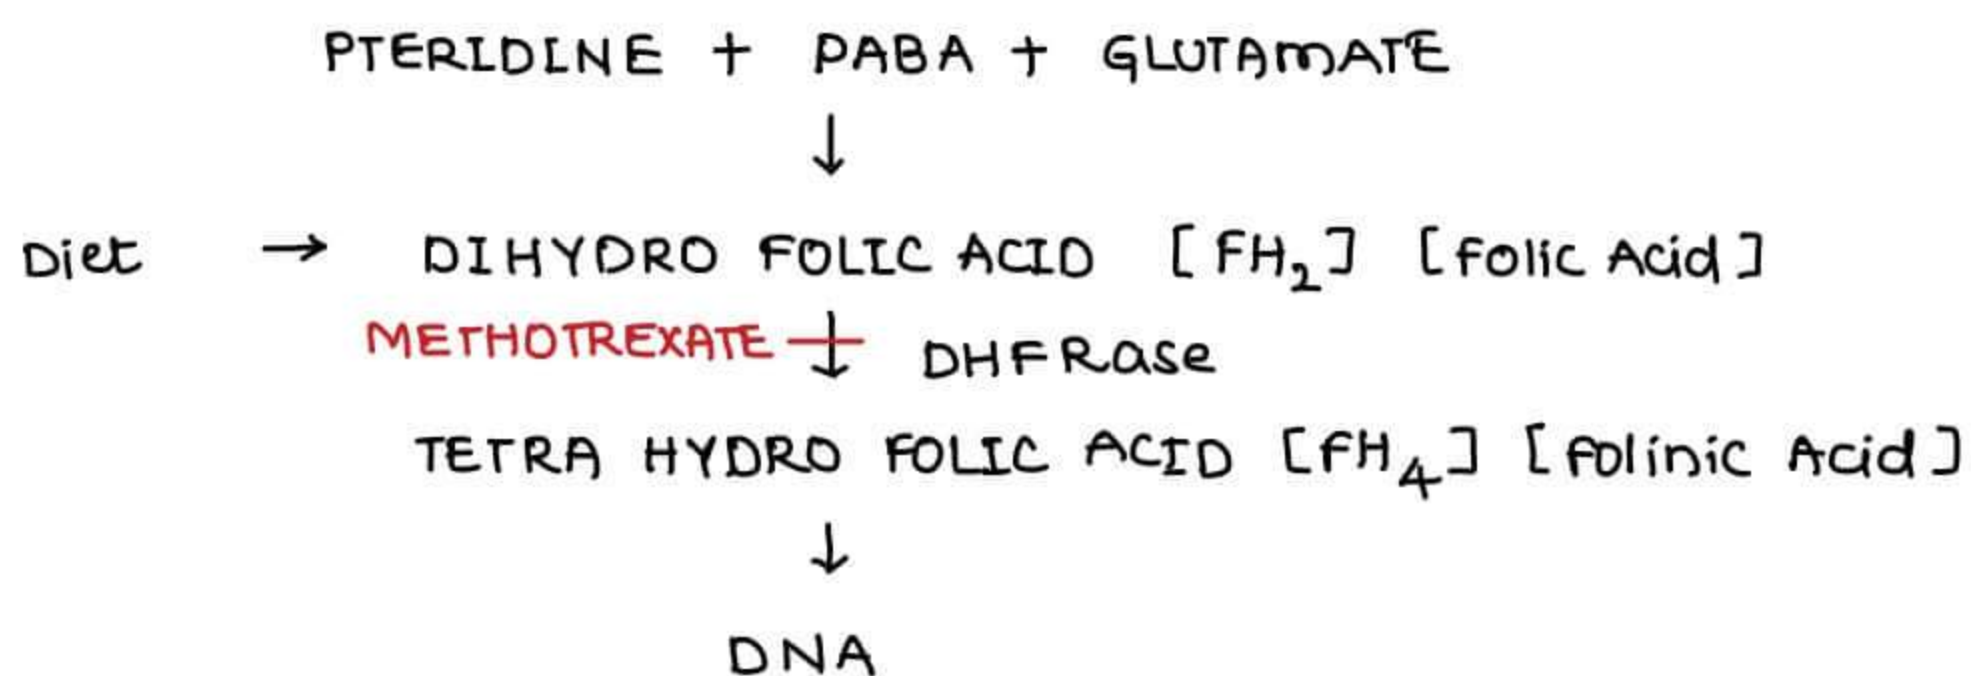 PTERIDINE + PABA + GLUTAMATE
↓
Diet → DIHYDRO FOLIC ACID [FH₂] [Folic Acid]
METHOTREXATE ↓ DHFRase
TETRA HYDRO FOLIC ACID [FH₄] [Folinic Acid]
↓
DNA